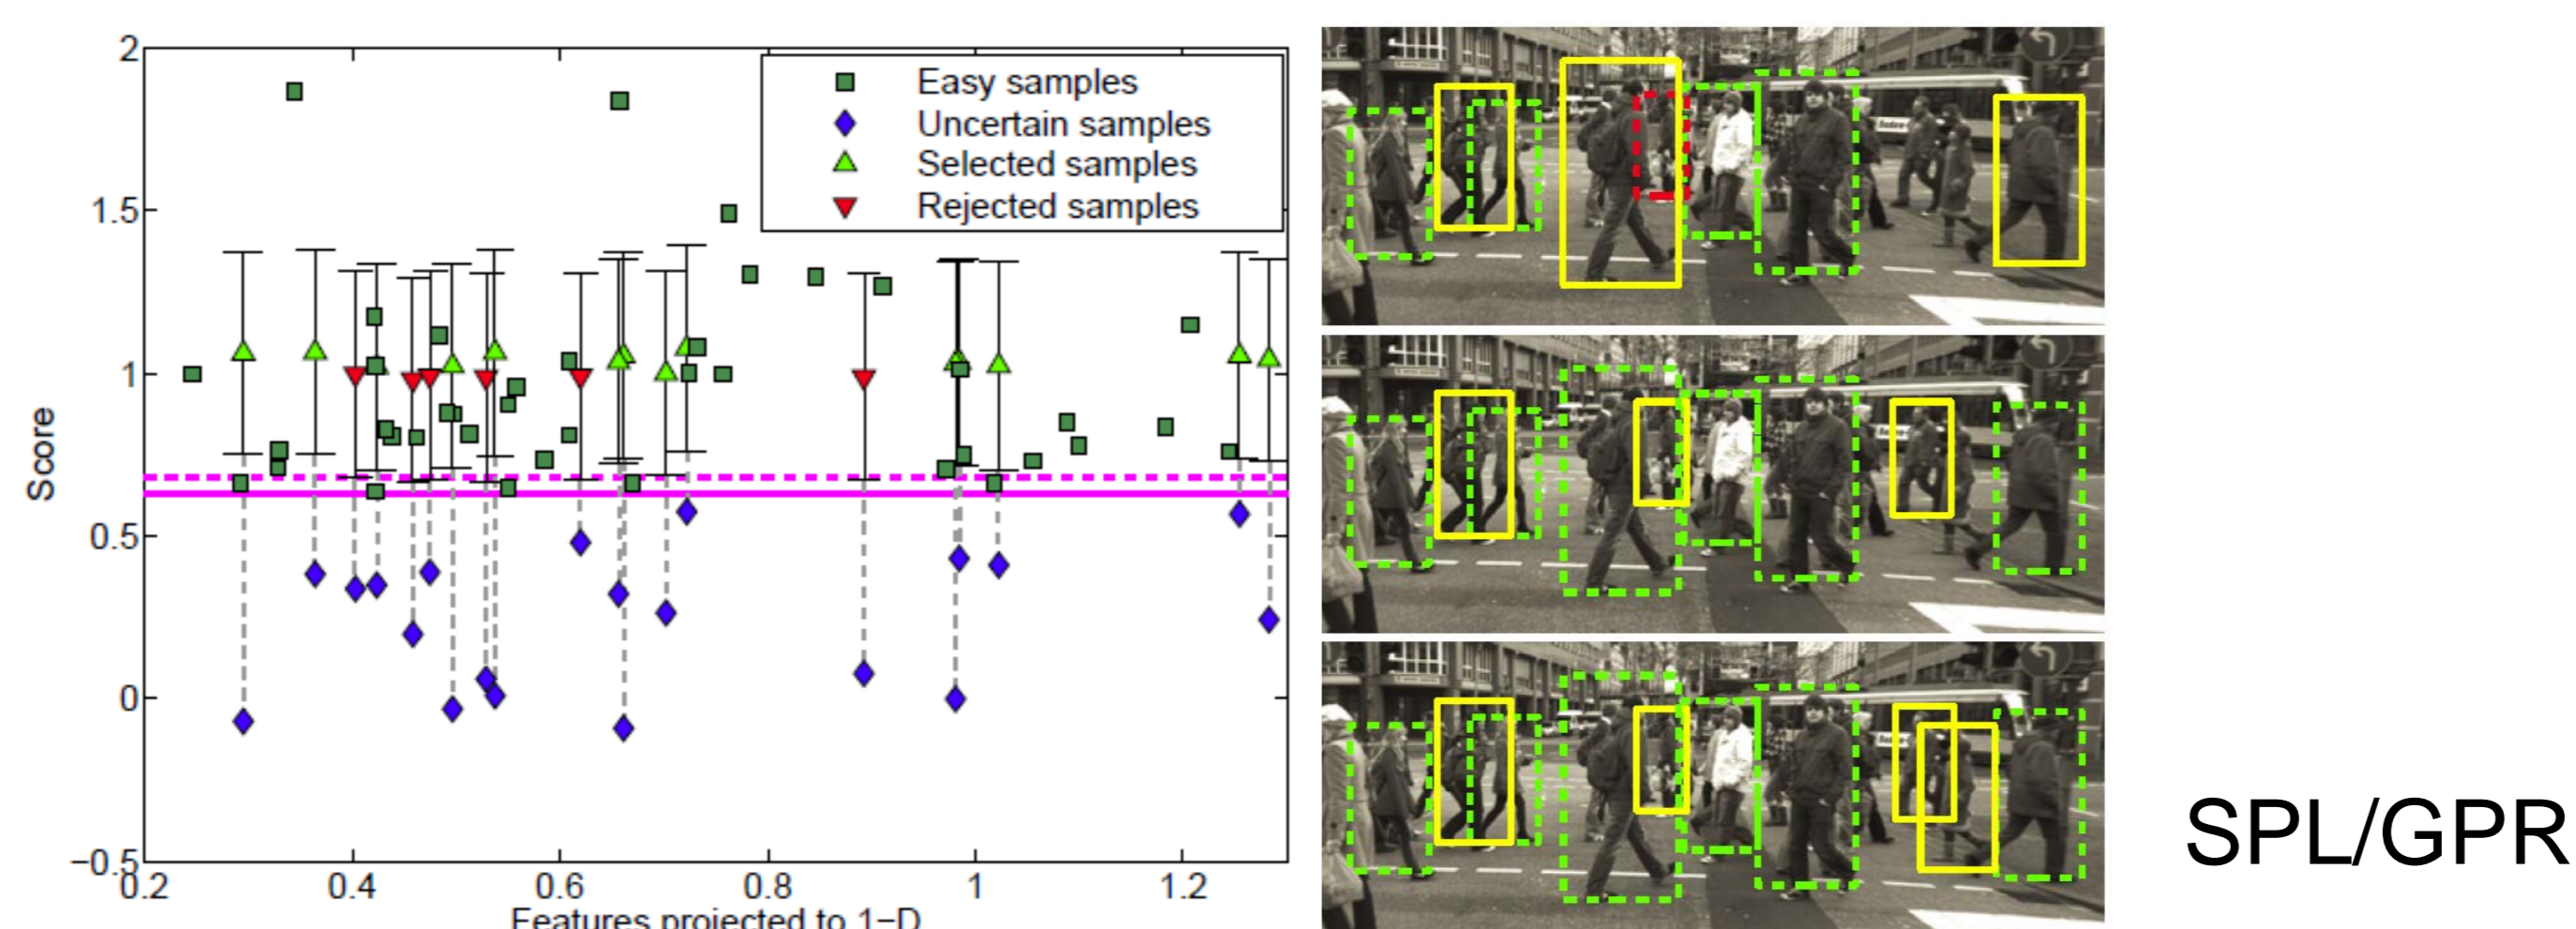 2
1.5
1
0.5
0
−0.5
Score
Easy samples
Uncertain samples
Selected samples
Rejected samples
0.2
0.4
0.6
0.8
1
1.2
Features projected to 1−D
SPL/GPR